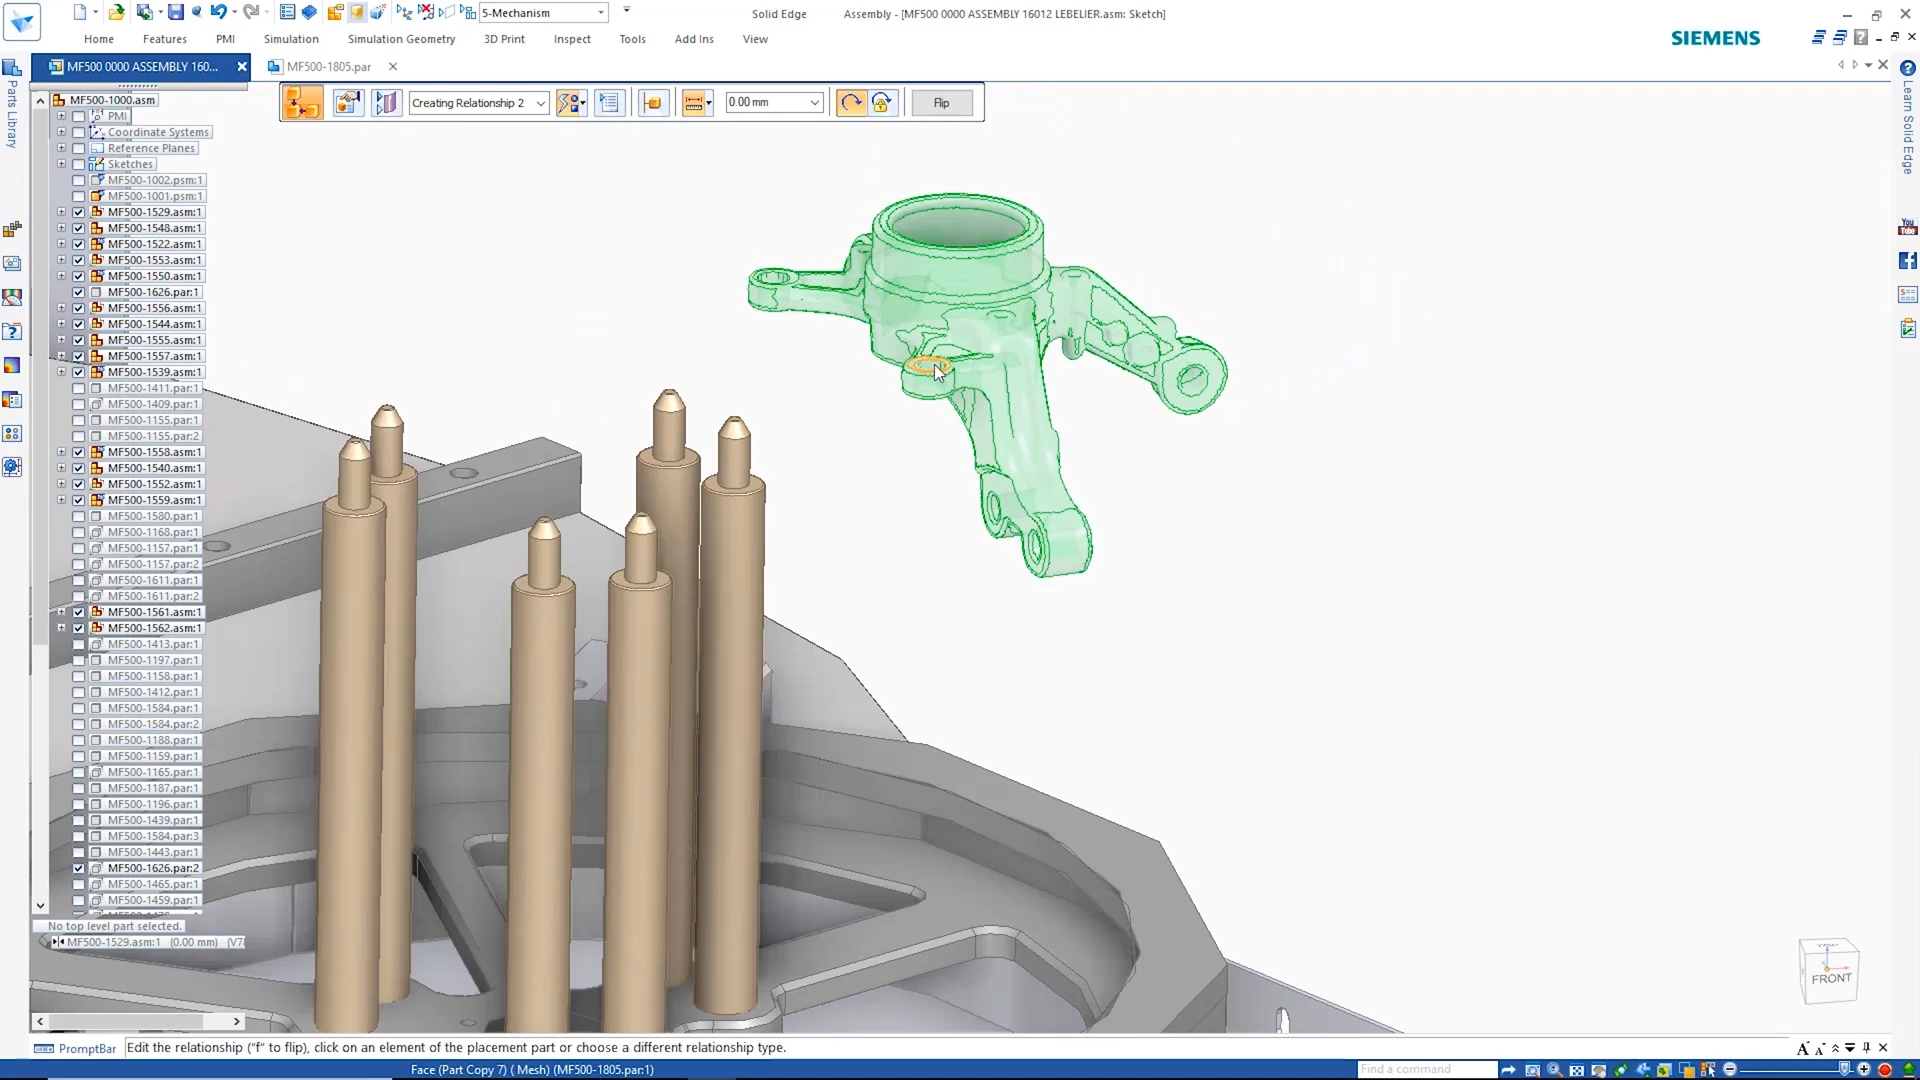 5-Mechanism
Solid Edge
Assembly - [MF500 0000 ASSEMBLY 16012 LEBELIER.asm: Sketch]
Home
Features
PMI
Simulation
Simulation Geometry
3D Print
Inspect
Tools
Add Ins
View
SIEMENS
MF500 0000 ASSEMBLY 160...
MF500-1805.par
Parts Library
Learn Solid Edge
You
Tube
Creating Relationship 2
0.00 mm
Flip
MF500-1000.asm
PMI
Coordinate Systems
Reference Planes
Sketches
MF500-1002.psm:1
MF500-1001.psm:1
MF500-1529.asm:1
MF500-1548.asm:1
MF500-1522.asm:1
MF500-1553.asm:1
MF500-1550.asm:1
MF500-1626.par:1
MF500-1556.asm:1
MF500-1544.asm:1
MF500-1555.asm:1
MF500-1557.asm:1
MF500-1539.asm:1
MF500-1411.par:1
MF500-1409.par:1
MF500-1155.par:1
MF500-1155.par:2
MF500-1558.asm:1
MF500-1540.asm:1
MF500-1552.asm:1
MF500-1559.asm:1
MF500-1580.par:1
MF500-1168.par:1
MF500-1157.par:1
MF500-1157.par:2
MF500-1611.par:1
MF500-1611.par:2
MF500-1561.asm:1
MF500-1562.asm:1
MF500-1413.par:1
MF500-1197.par:1
MF500-1158.par:1
MF500-1412.par:1
MF500-1584.par:1
MF500-1584.par:2
MF500-1188.par:1
MF500-1159.par:1
MF500-1165.par:1
MF500-1187.par:1
MF500-1196.par:1
MF500-1439.par:1
MF500-1584.par:3
MF500-1443.par:1
MF500-1626.par:2
MF500-1465.par:1
MF500-1459.par:1
No top level part selected.
MF500-1529.asm:1 (0.00 mm) (V7
FRONT
PromptBar
Edit the relationship ("f" to flip), click on an element of the placement part or choose a different relationship type.
Face (Part Copy 7) ( Mesh) (MF500-1805.par:1)
Find a command